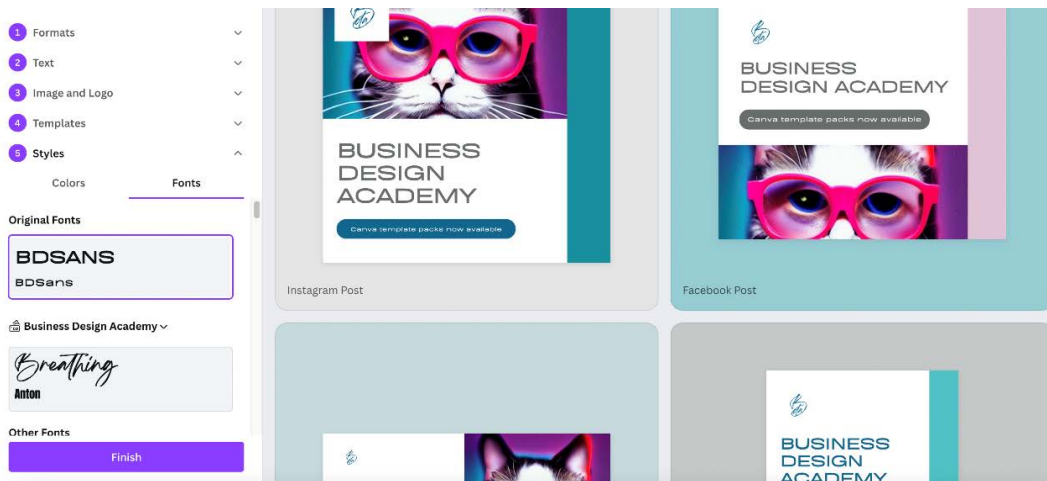 1 Formats
2 Text
3 Image and Logo
4 Templates
5 Styles
Colors Fonts
Original Fonts
BDSANS
BDSans
Business Design Academy
Breathing
Anton
Other Fonts
Finish
BUSINESS
DESIGN
ACADEMY
Canva template packs now available
Instagram Post
BUSINESS
DESIGN ACADEMY
Canva template packs now available
Facebook Post
BUSINESS
DESIGN
ACADEMY